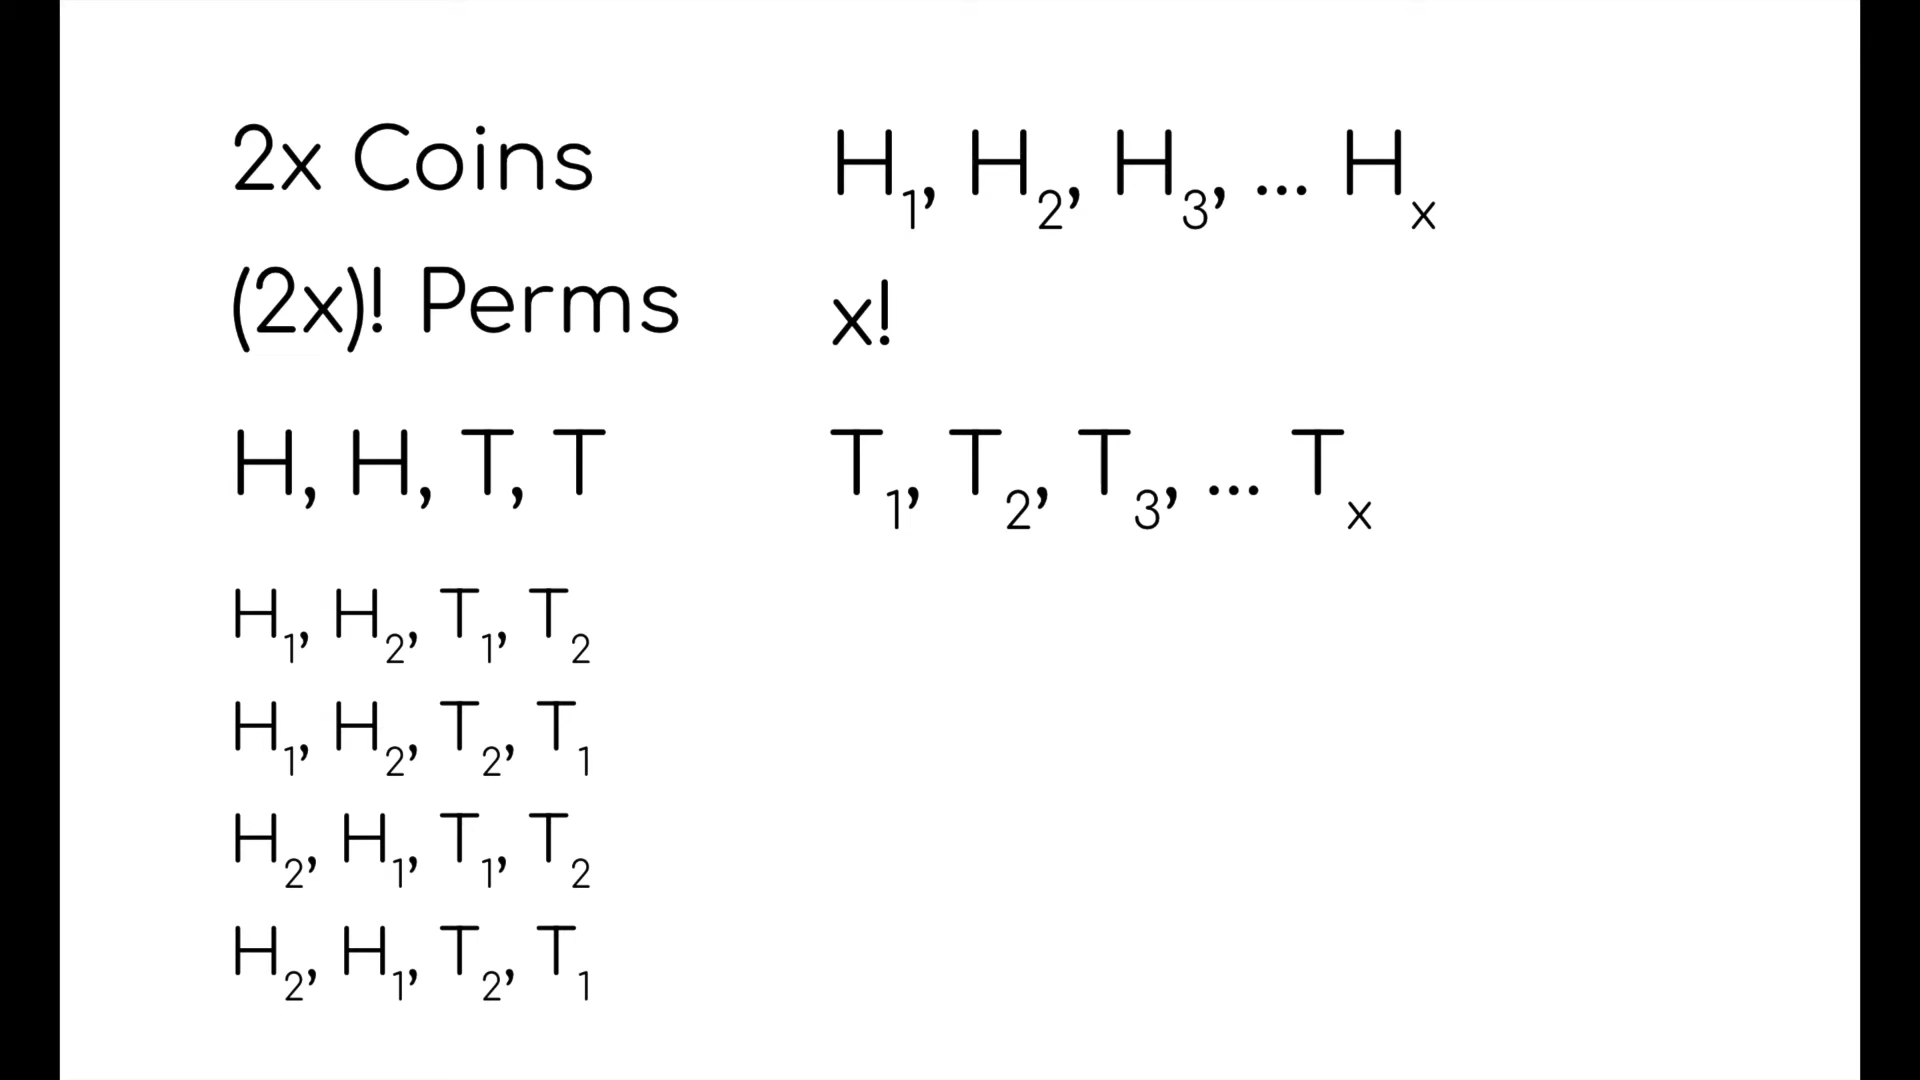 2x Coins
(2x)! Perms
H, H, T, T
H₁, H₂, T₁, T₂
H₁, H₂, T₂, T₁
H₂, H₁, T₁, T₂
H₂, H₁, T₂, T₁
H₁, H₂, H₃, ... Hₓ
x!
T₁, T₂, T₃, ... Tₓ